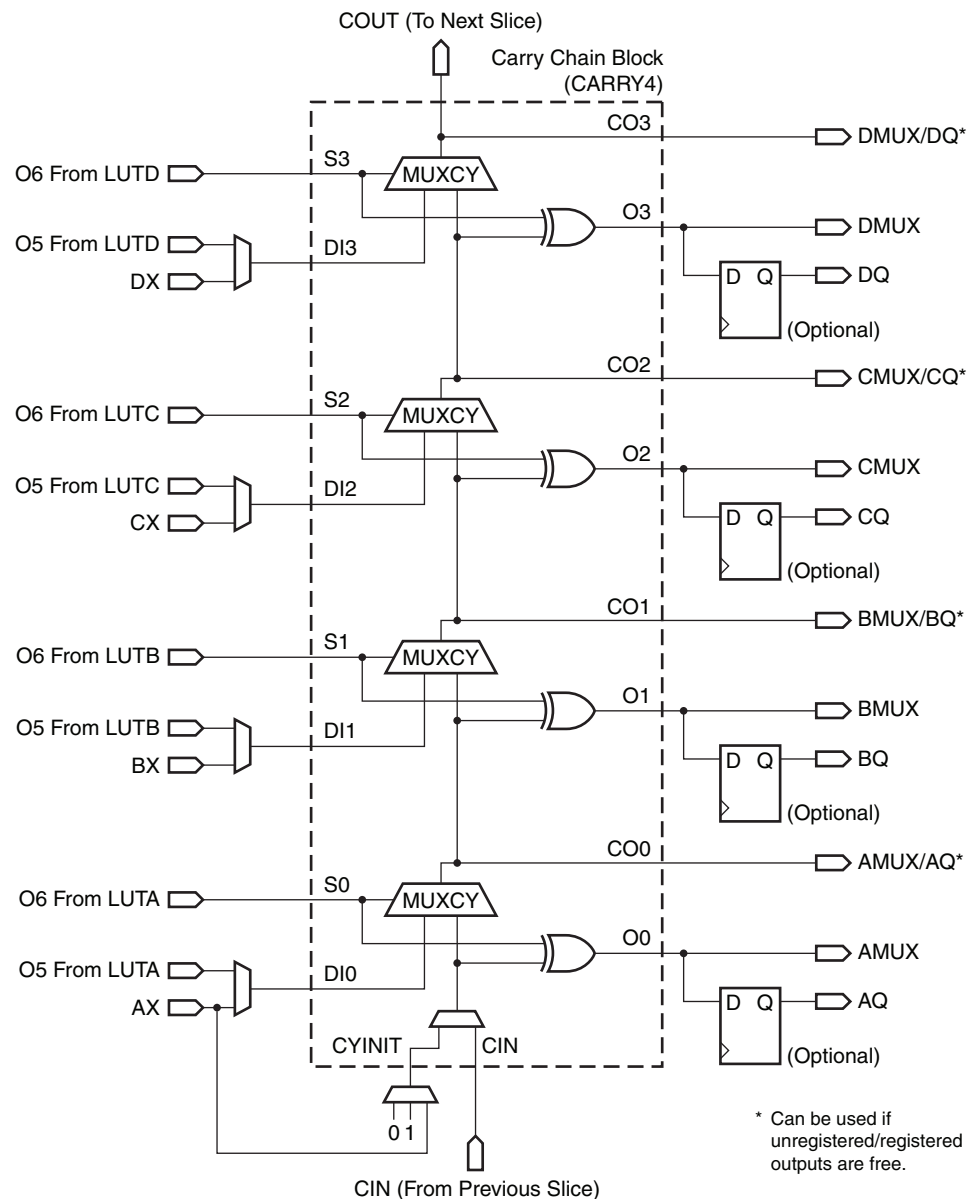 COUT (To Next Slice)
Carry Chain Block
(CARRY4)
CO3
DMUX/DQ*
S3
O6 From LUTD
MUXCY
O3
DMUX
O5 From LUTD
DI3
DX
D Q
DQ
(Optional)
CO2
CMUX/CQ*
S2
O6 From LUTC
MUXCY
O2
CMUX
O5 From LUTC
DI2
CX
D Q
CQ
(Optional)
CO1
BMUX/BQ*
S1
O6 From LUTB
MUXCY
O1
BMUX
O5 From LUTB
DI1
BX
D Q
BQ
(Optional)
CO0
AMUX/AQ*
S0
O6 From LUTA
MUXCY
O0
AMUX
O5 From LUTA
DI0
AX
D Q
AQ
(Optional)
CYINIT
CIN
0 1
* Can be used if
unregistered/registered
outputs are free.
CIN (From Previous Slice)